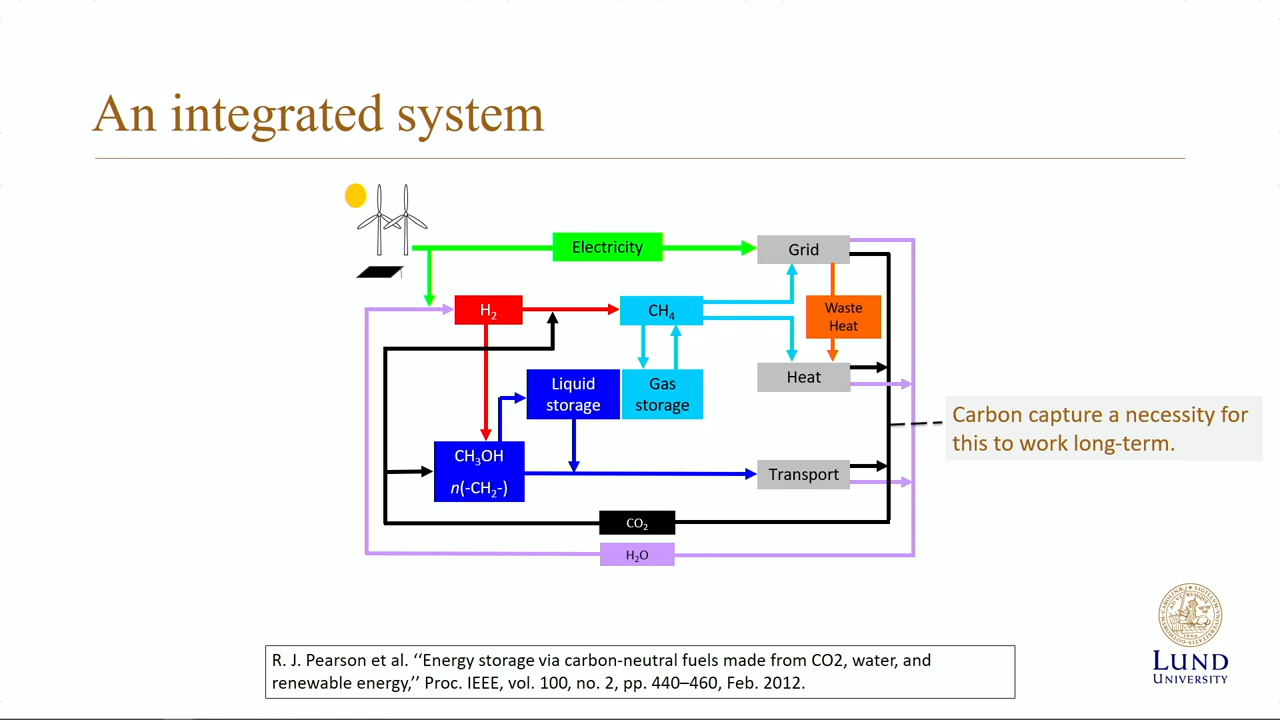 An integrated system
Electricity
Grid
H₂
CH₄
Waste
Heat
Liquid
storage
Gas
storage
Heat
Carbon capture a necessity for
this to work long-term.
CH₃OH
n(-CH₂-)
Transport
CO₂
H₂O
R. J. Pearson et al. ‘‘Energy storage via carbon-neutral fuels made from CO2, water, and
renewable energy,’’ Proc. IEEE, vol. 100, no. 2, pp. 440–460, Feb. 2012.
LUND
UNIVERSITY